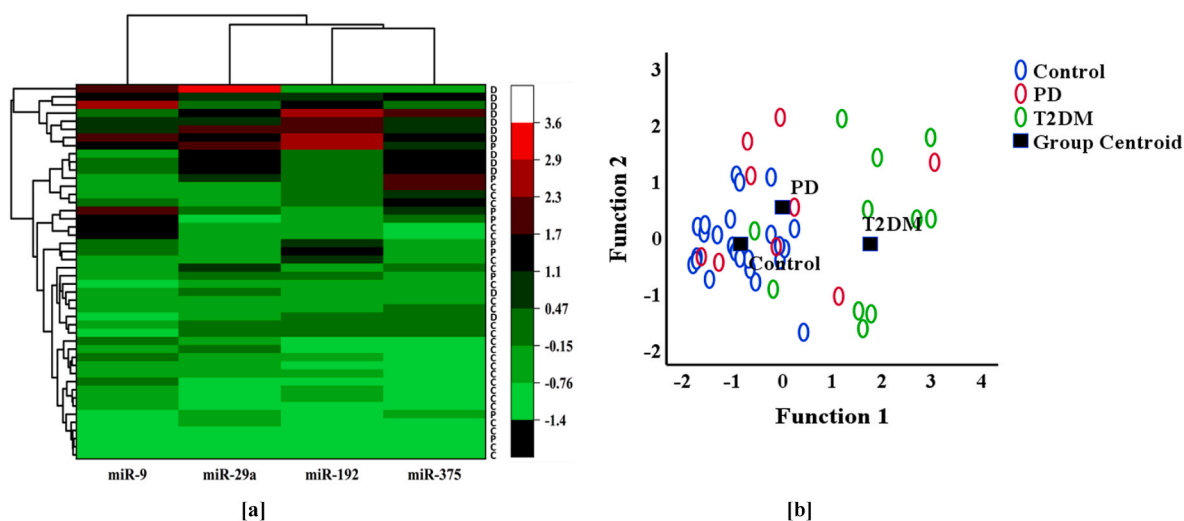 3.6
2.9
2.3
1.7
1.1
0.47
-0.15
-0.76
-1.4
miR-9 miR-29a miR-192 miR-375
[a]
Function 2
3
2
1
0
-1
-2
PD
T2DM
Control
-2 -1 0 1 2 3 4
Function 1
Control
PD
T2DM
Group Centroid
[b]